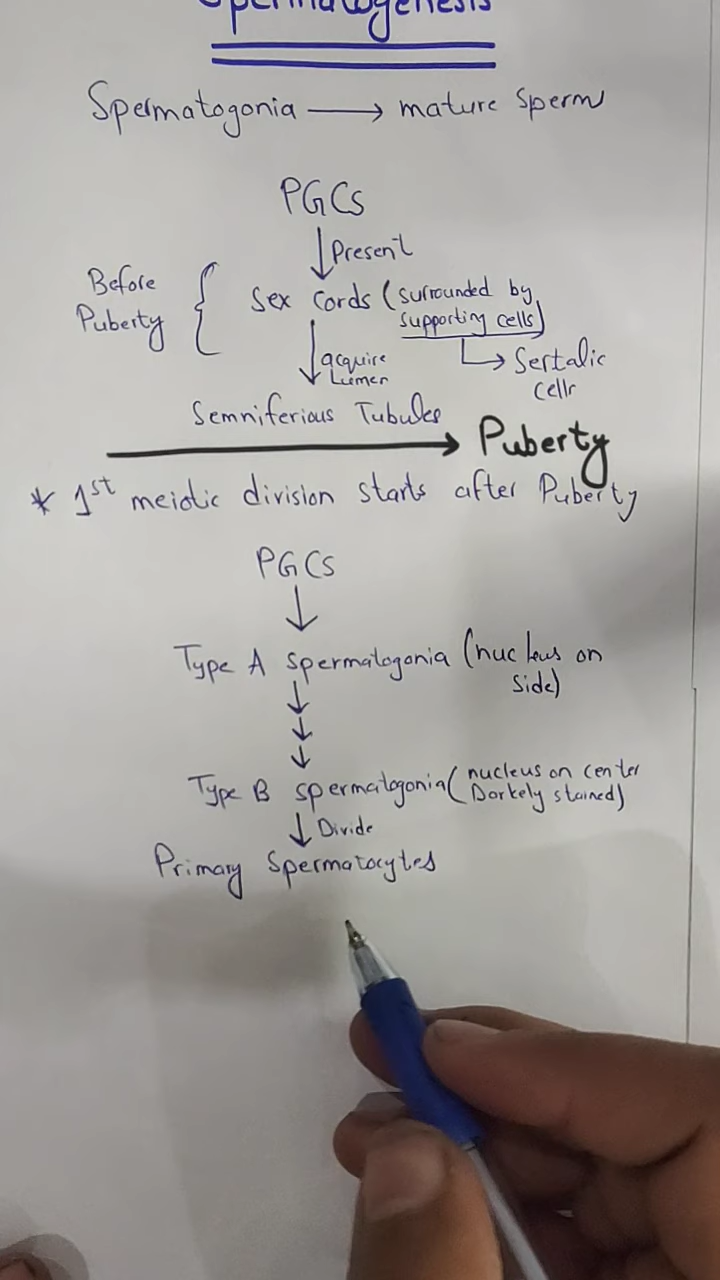 Spermatogenesis
Spermatogonia → mature Sperm
PGCs
Present
Before
Puberty
Sex Cords (surrounded by
supporting cells)
Sertalic
cells
acquire
Lumen
Semniferious Tubules
Puberty
* 1st meiotic division starts after Puberty
PGCs
Type A spermatogonia (nucleus on
side)
Type B spermatogonia (nucleus on center
Darkely stained)
Divide
Primary Spermatocytes